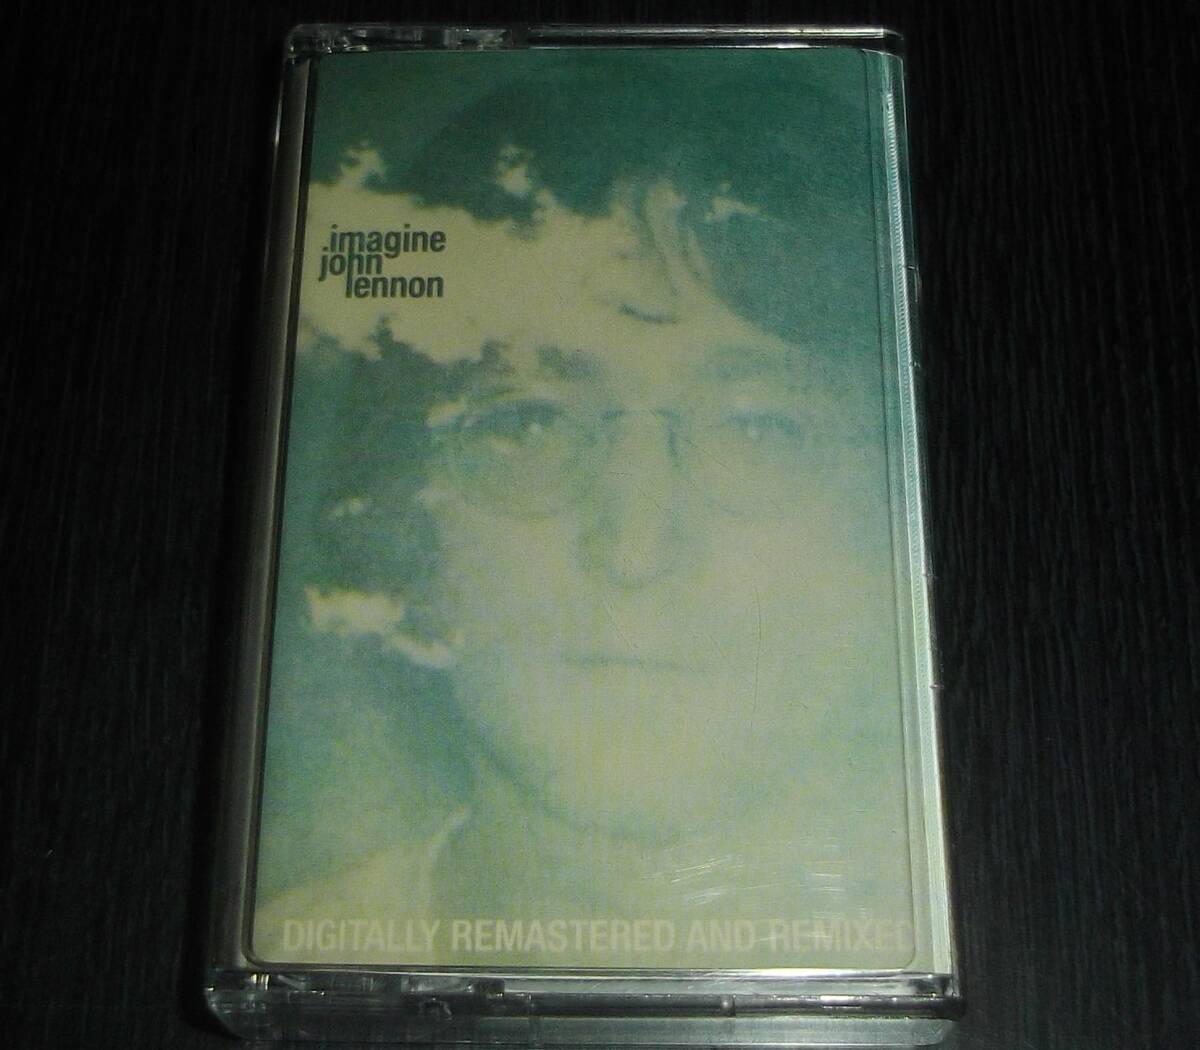 imagine
john
lennon
DIGITALLY REMASTERED AND REMIXED